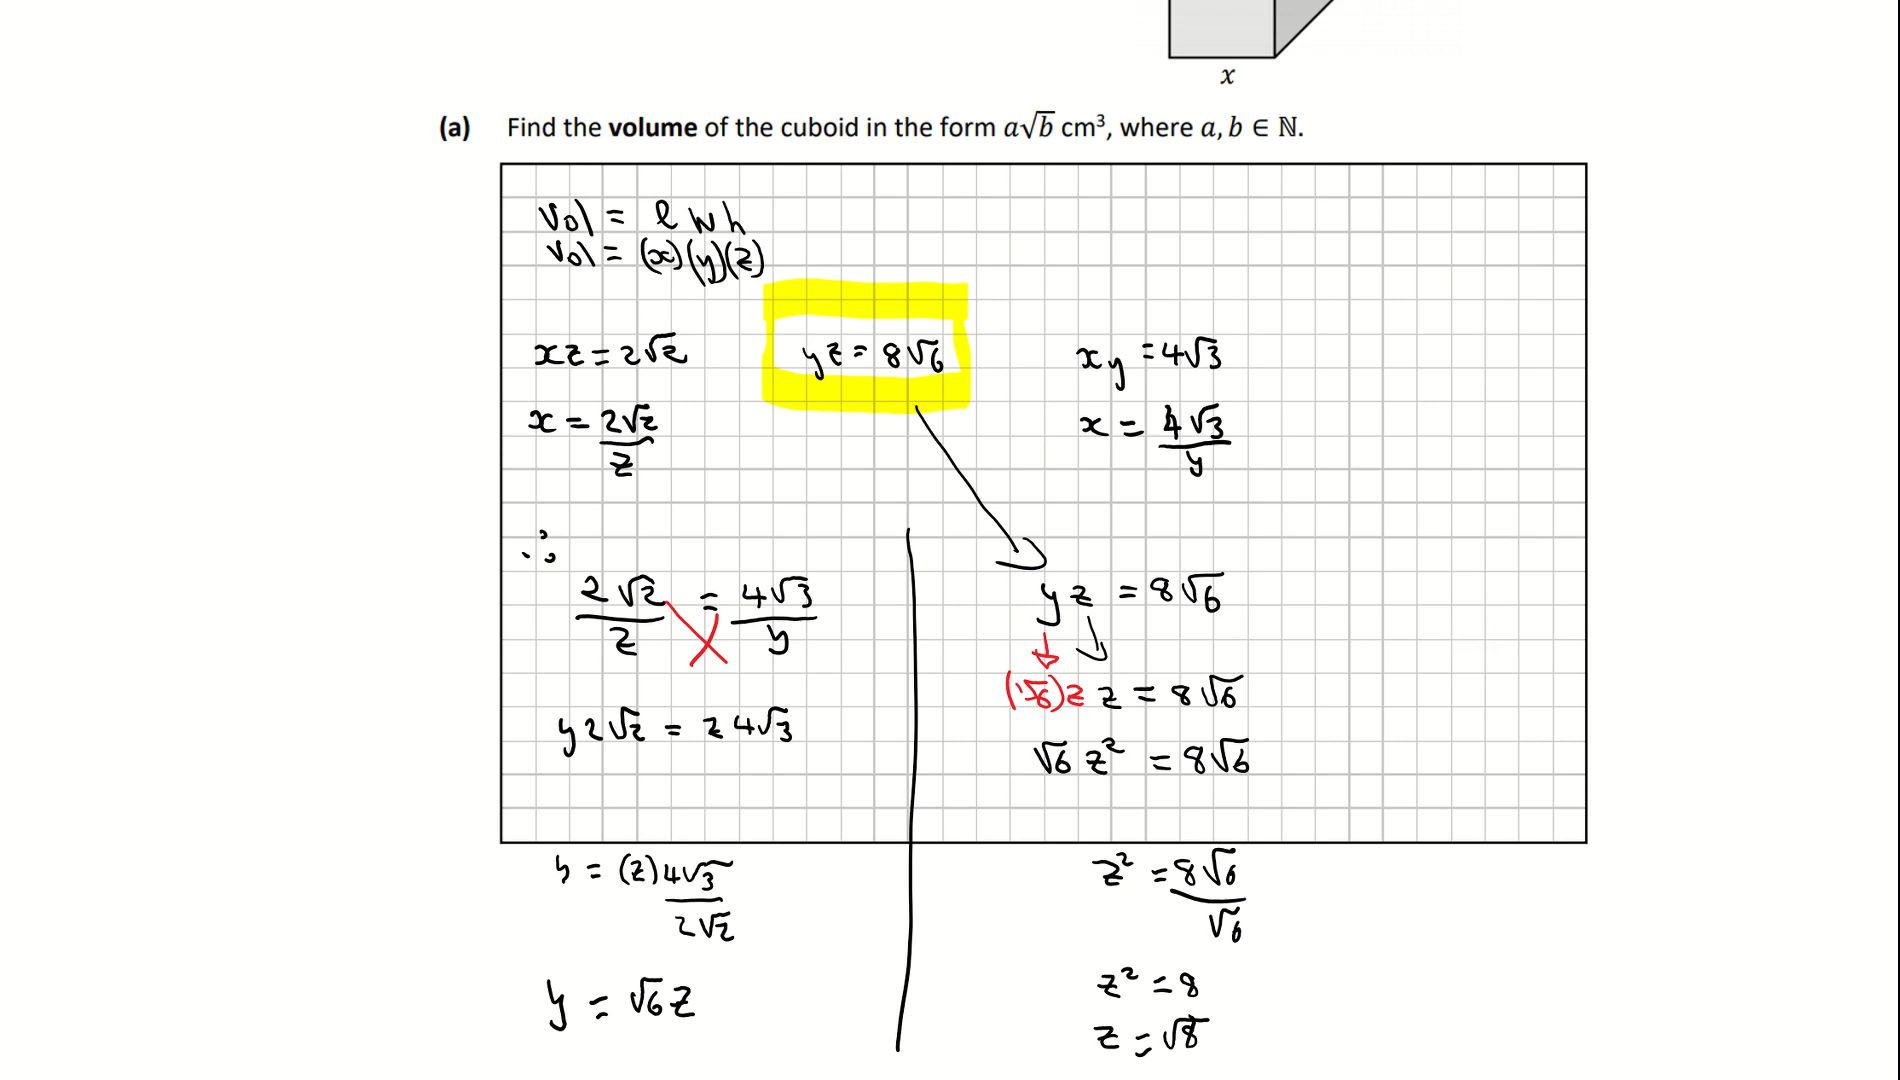 x
(a) Find the volume of the cuboid in the form a√b cm³, where a, b ∈ ℕ.
Vol = l w h
Vol = (x)(y)(z)
xz = 2√2
yz = 8√6
xy = 4√3
x = 2√2/z
x = 4√3/y
∴
2√2/z = 4√3/y
y2√2 = z4√3
y = (z)4√3/2√2
y = √6z
yz = 8√6
(√6)z z = 8√6
√6 z² = 8√6
z² = 8√6/√6
z² = 8
z = √8